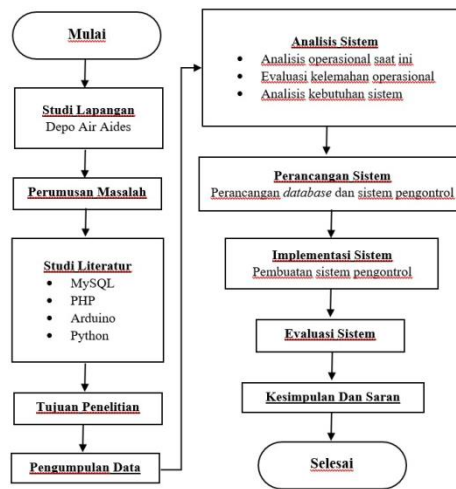 Mulai
Studi Lapangan
Depo Air Aides
Perumusan Masalah
Studi Literatur
• MySQL
• PHP
• Arduino
• Python
Tujuan Penelitian
Pengumpulan Data
Analisis Sistem
• Analisis operasional saat ini
• Evaluasi kelemahan operasional
• Analisis kebutuhan sistem
Perancangan Sistem
Perancangan database dan sistem pengontrol
Implementasi Sistem
Pembuatan sistem pengontrol
Evaluasi Sistem
Kesimpulan Dan Saran
Selesai